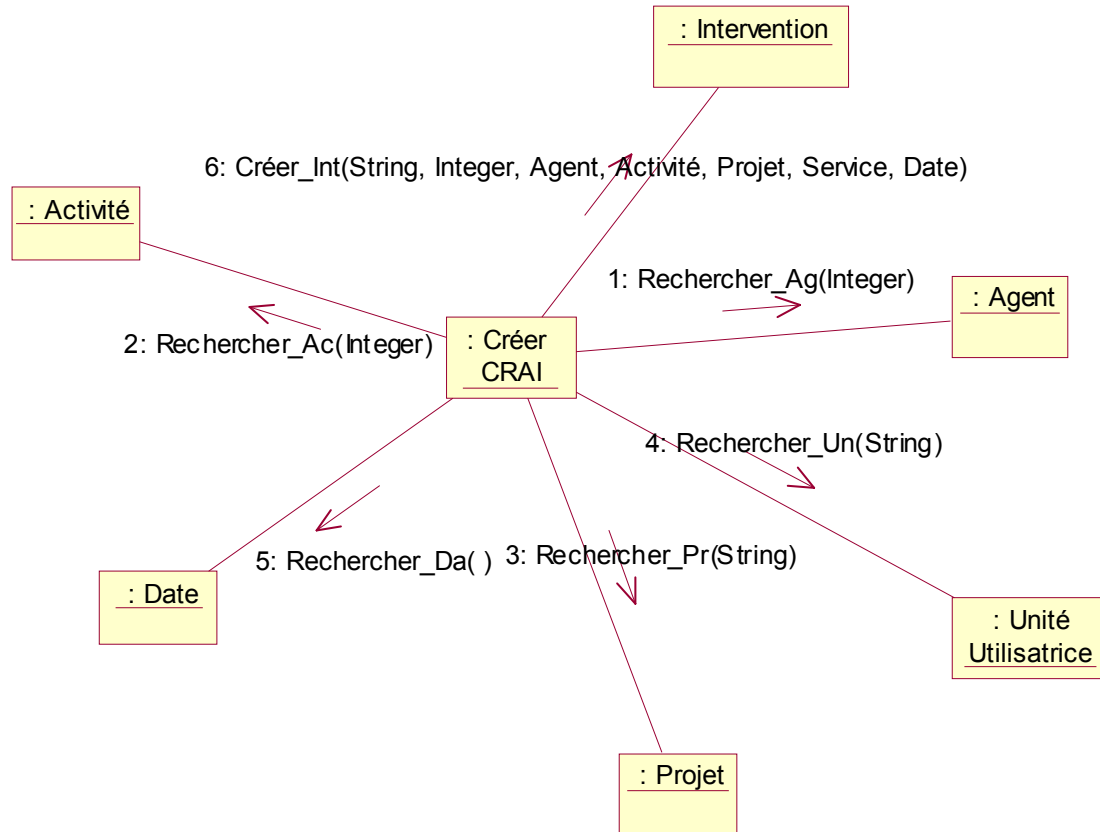 : Intervention
6: Créer_Int(String, Integer, Agent, Activité, Projet, Service, Date)
: Activité
1: Rechercher_Ag(Integer)
: Agent
2: Rechercher_Ac(Integer)
: Créer
CRAI
4: Rechercher_Un(String)
5: Rechercher_Da( )
3: Rechercher_Pr(String)
: Date
: Unité
Utilisatrice
: Projet